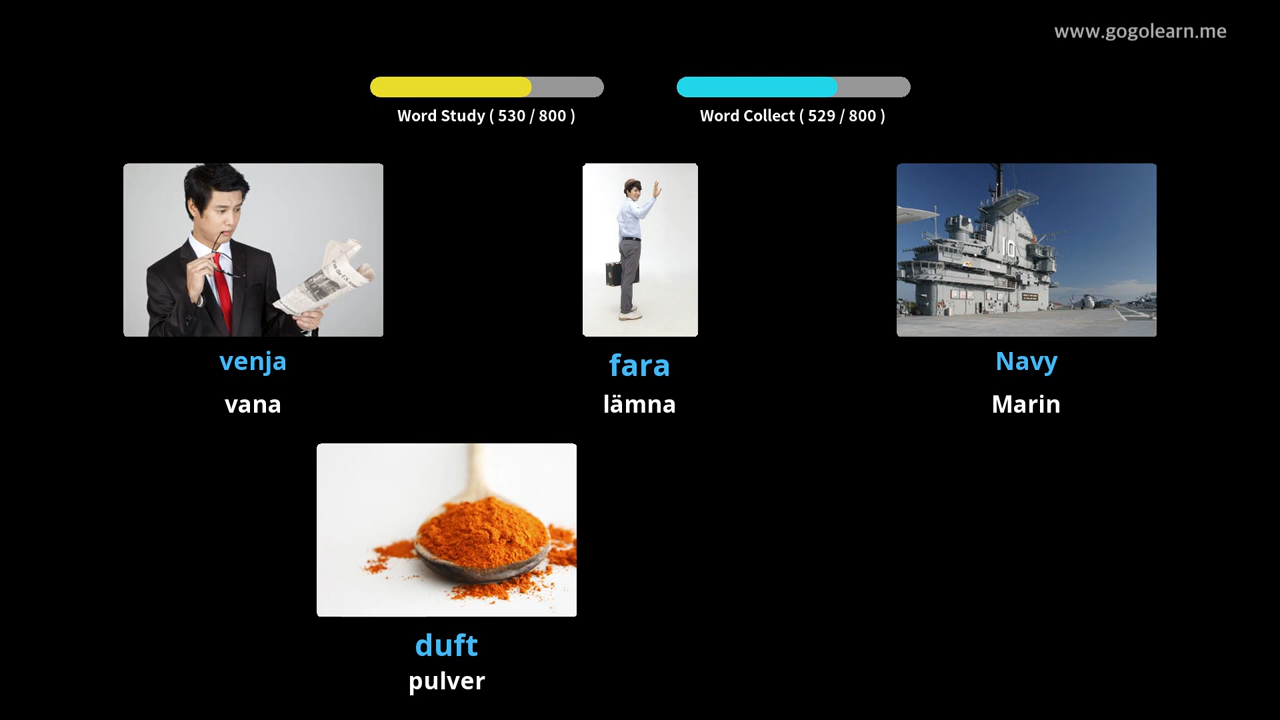 www.gogolearn.me
Word Study ( 530 / 800 )
Word Collect ( 529 / 800 )
venja
vana
fara
lämna
Navy
Marin
16
duft
pulver